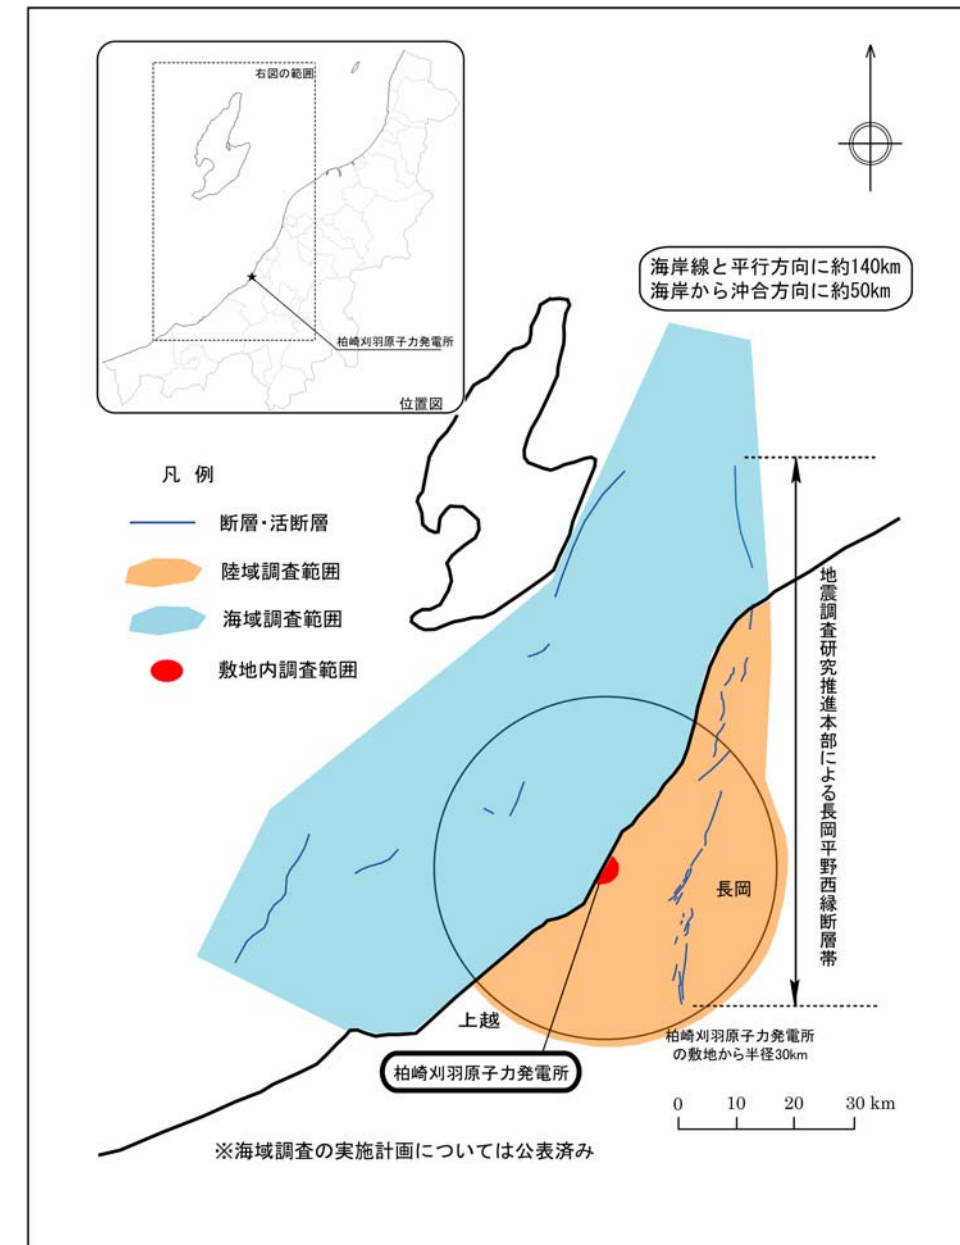 右図の範囲
柏崎刈羽原子力発電所
位置図
海岸線と平行方向に約140km
海岸から沖合方向に約50km
凡 例
断層・活断層
陸域調査範囲
海域調査範囲
敷地内調査範囲
地震調査研究推進本部による長岡平野西縁断層帯
長岡
上越
柏崎刈羽原子力発電所
の敷地から半径30km
柏崎刈羽原子力発電所
0 10 20 30 km
※海域調査の実施計画については公表済み